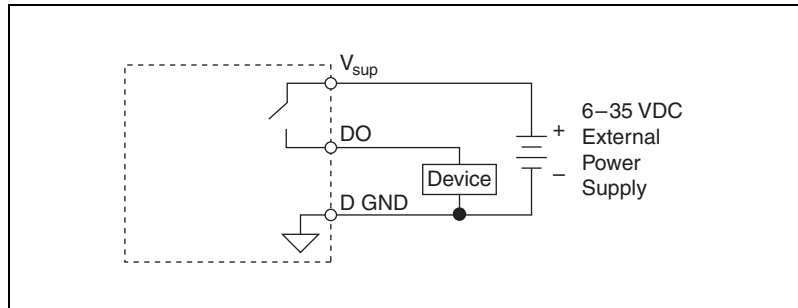 V_sup
DO
Device
D GND
+
–
6–35 VDC
External
Power
Supply